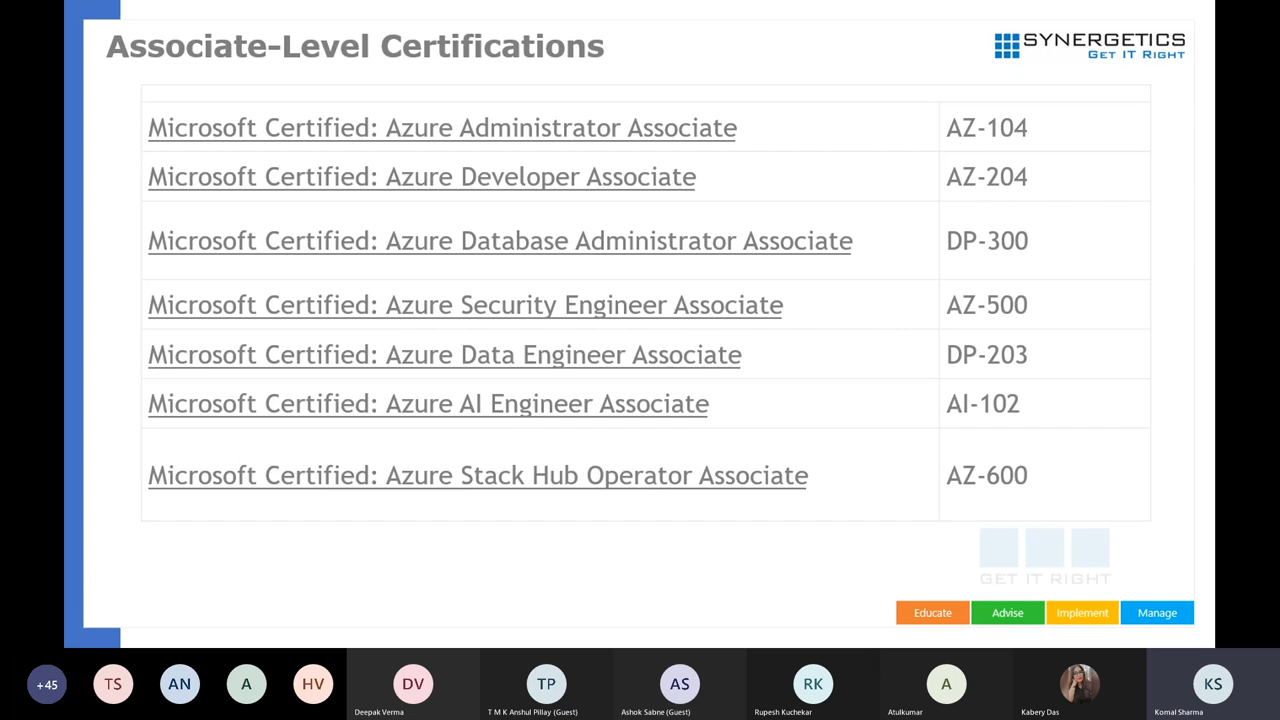 Associate-Level Certifications
SYNERGETICS
GET IT RIGHT
Microsoft Certified: Azure Administrator Associate AZ-104
Microsoft Certified: Azure Developer Associate AZ-204
Microsoft Certified: Azure Database Administrator Associate DP-300
Microsoft Certified: Azure Security Engineer Associate AZ-500
Microsoft Certified: Azure Data Engineer Associate DP-203
Microsoft Certified: Azure AI Engineer Associate AI-102
Microsoft Certified: Azure Stack Hub Operator Associate AZ-600
GET IT RIGHT
Educate Advise Implement Manage
+45 TS AN A HV DV TP AS RK A KS
Deepak Verma T M K Anshul Pillay (Guest) Ashok Sabne (Guest) Rupesh Kuchekar Atulkumar Kabery Das Komal Sharma